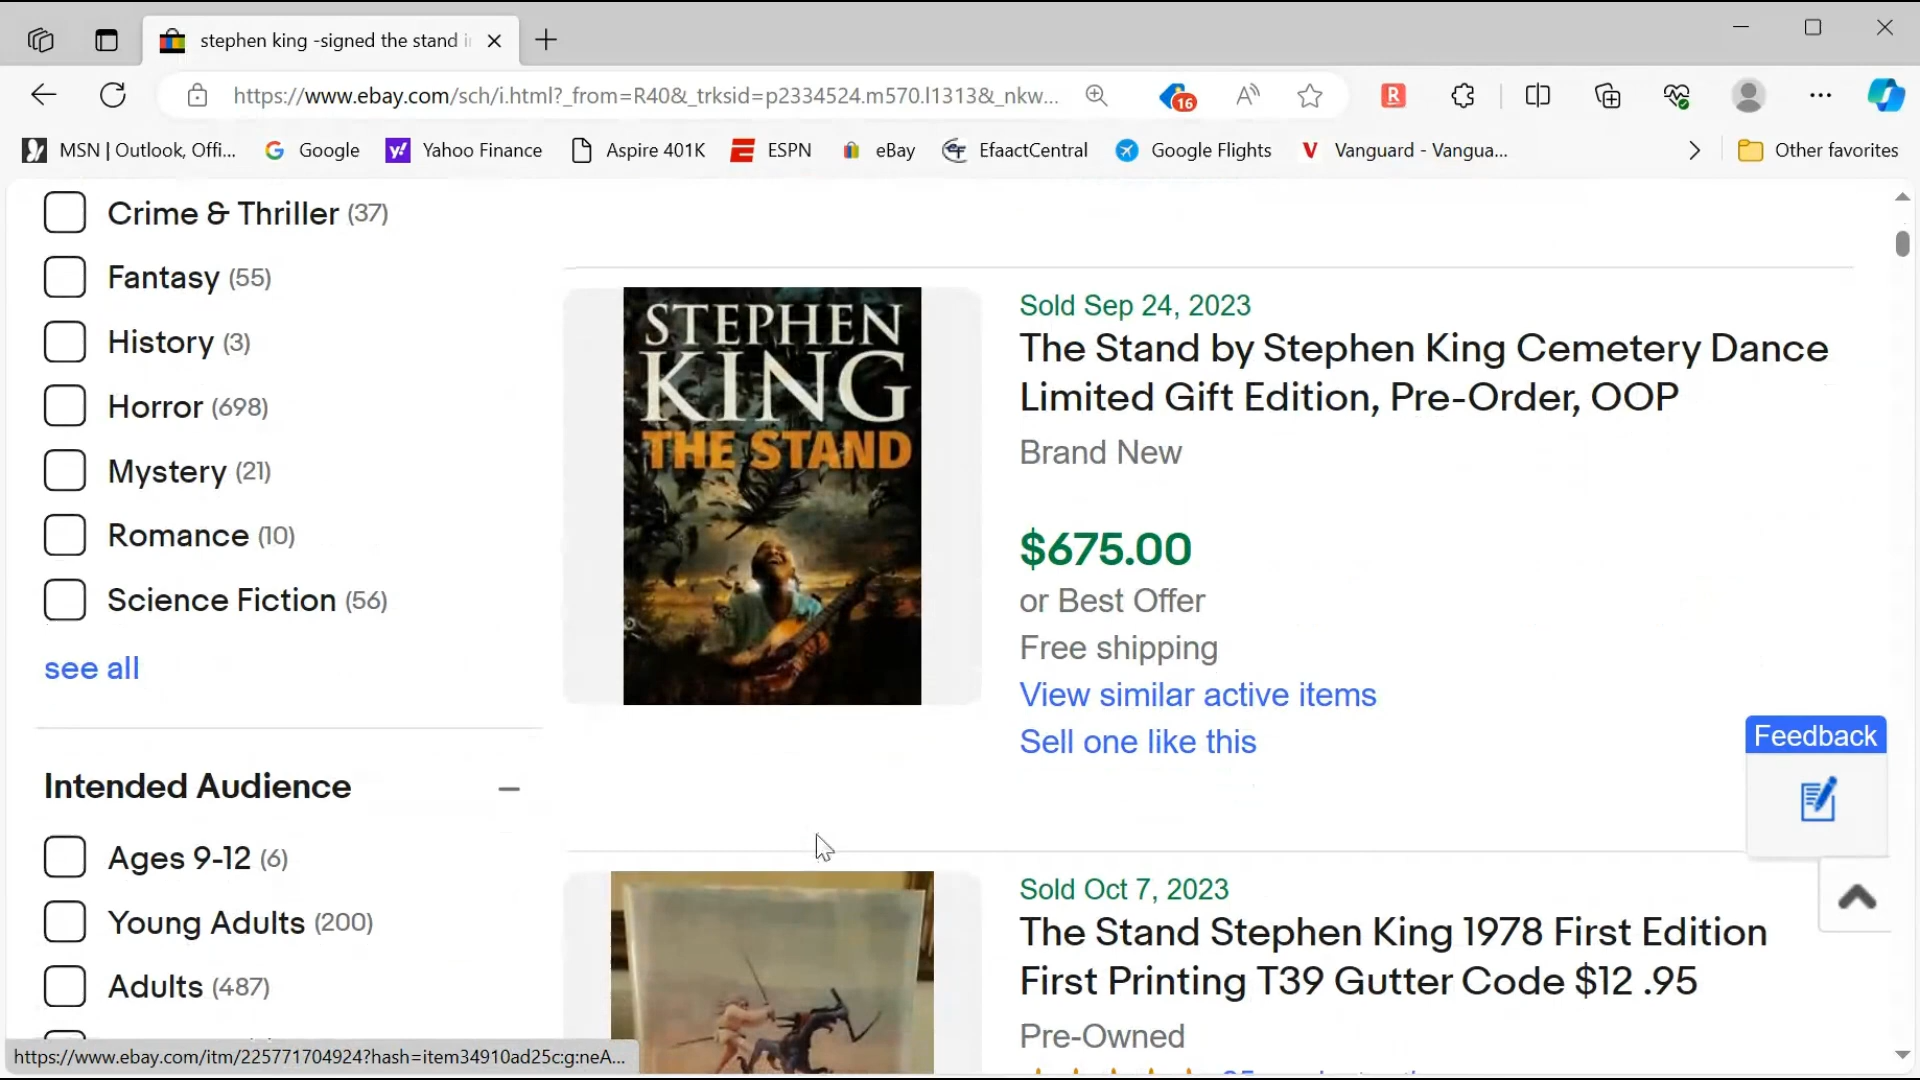 stephen king -signed the stand i
https://www.ebay.com/sch/i.html?_from=R40&_trksid=p2334524.m570.l1313&_nkw...
16
R
MSN | Outlook, Offi...
Google
Yahoo Finance
Aspire 401K
ESPN
eBay
EfaactCentral
Google Flights
Vanguard - Vangua...
Other favorites
Crime & Thriller (37)
Fantasy (55)
History (3)
Horror (698)
Mystery (21)
Romance (10)
Science Fiction (56)
see all
Intended Audience
Ages 9-12 (6)
Young Adults (200)
Adults (487)
STEPHEN
KING
THE STAND
Sold Sep 24, 2023
The Stand by Stephen King Cemetery Dance
Limited Gift Edition, Pre-Order, OOP
Brand New
$675.00
or Best Offer
Free shipping
View similar active items
Sell one like this
Feedback
Sold Oct 7, 2023
The Stand Stephen King 1978 First Edition
First Printing T39 Gutter Code $12 .95
Pre-Owned
https://www.ebay.com/itm/225771704924?hash=item34910ad25c:g:neA...